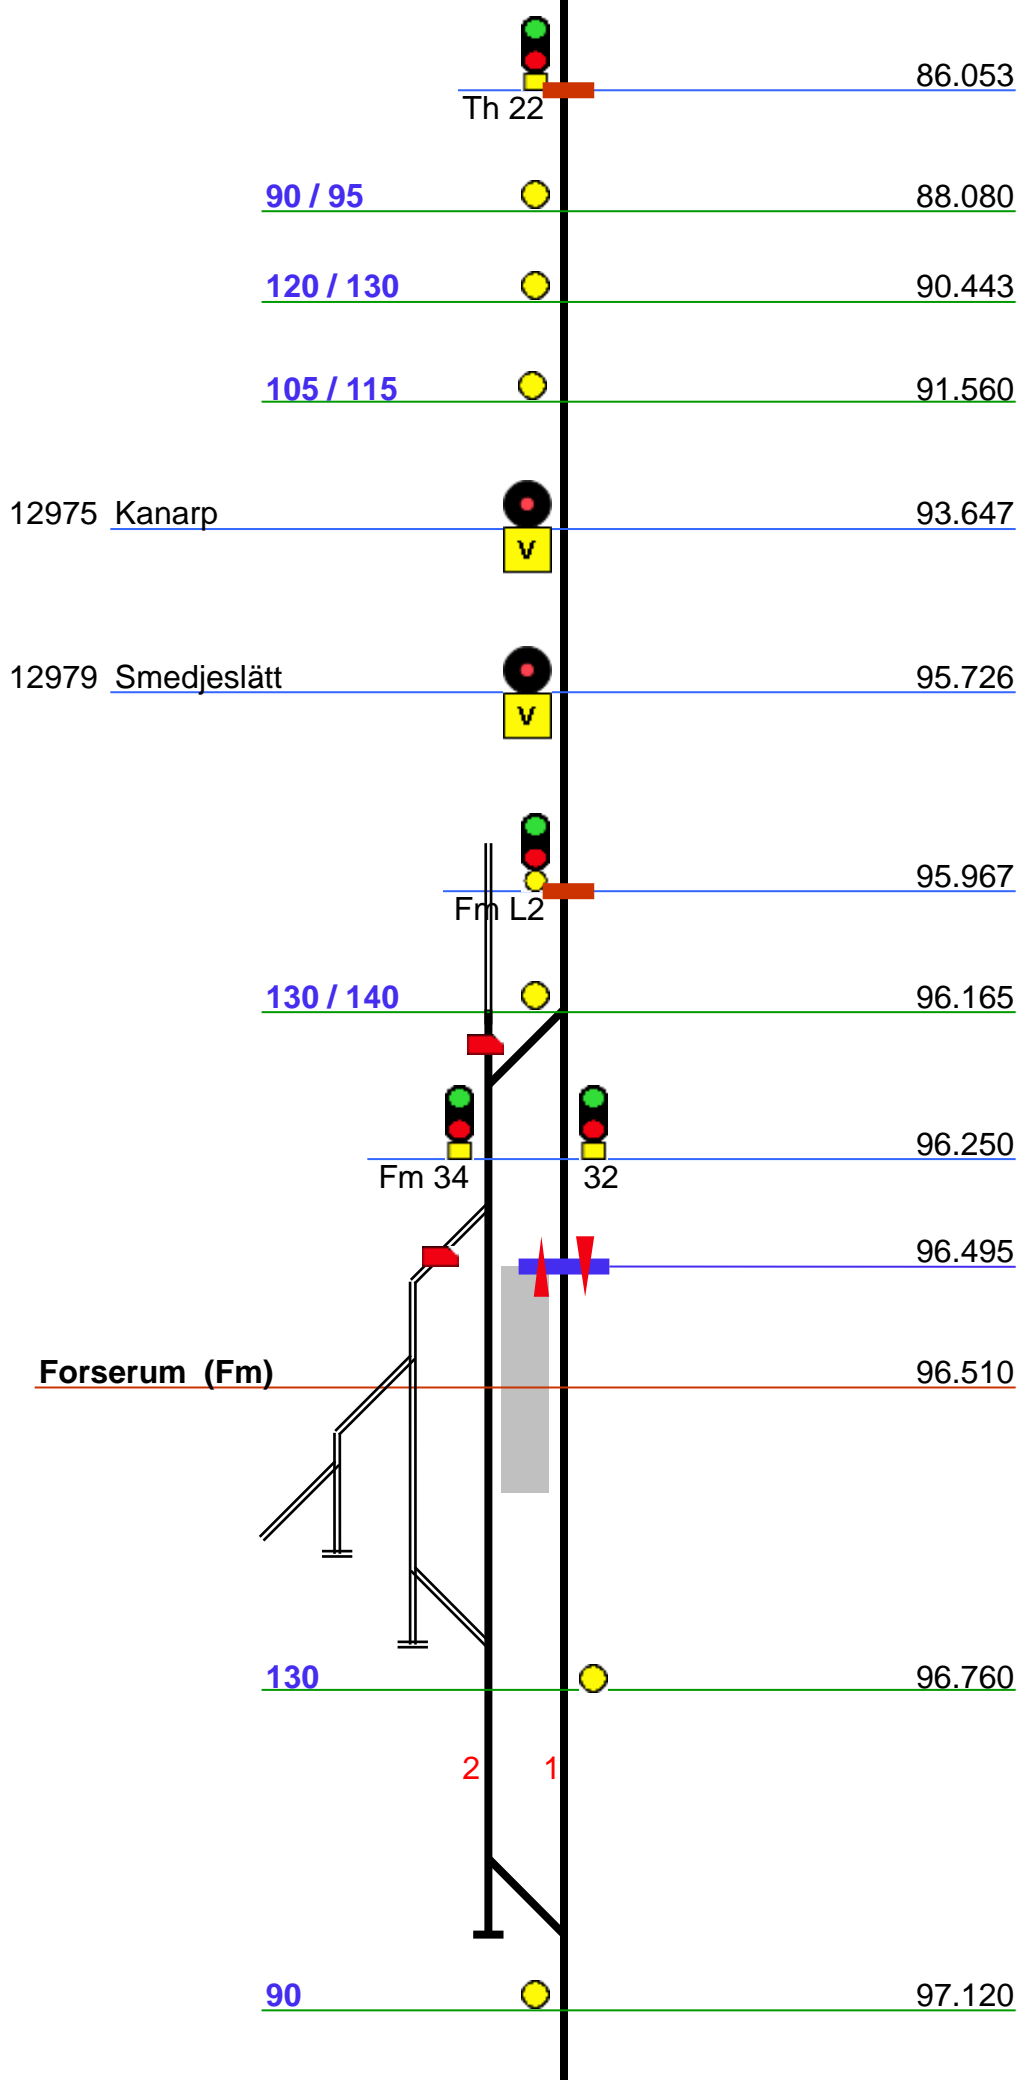 86.053
Th 22
90 / 95 88.080
120 / 130 90.443
105 / 115 91.560
12975 Kanarp 93.647
V
12979 Smedjeslätt 95.726
V
95.967
Fm L2
130 / 140 96.165
96.250
Fm 34 32
96.495
Forserum (Fm) 96.510
130 96.760
2 1
90 97.120